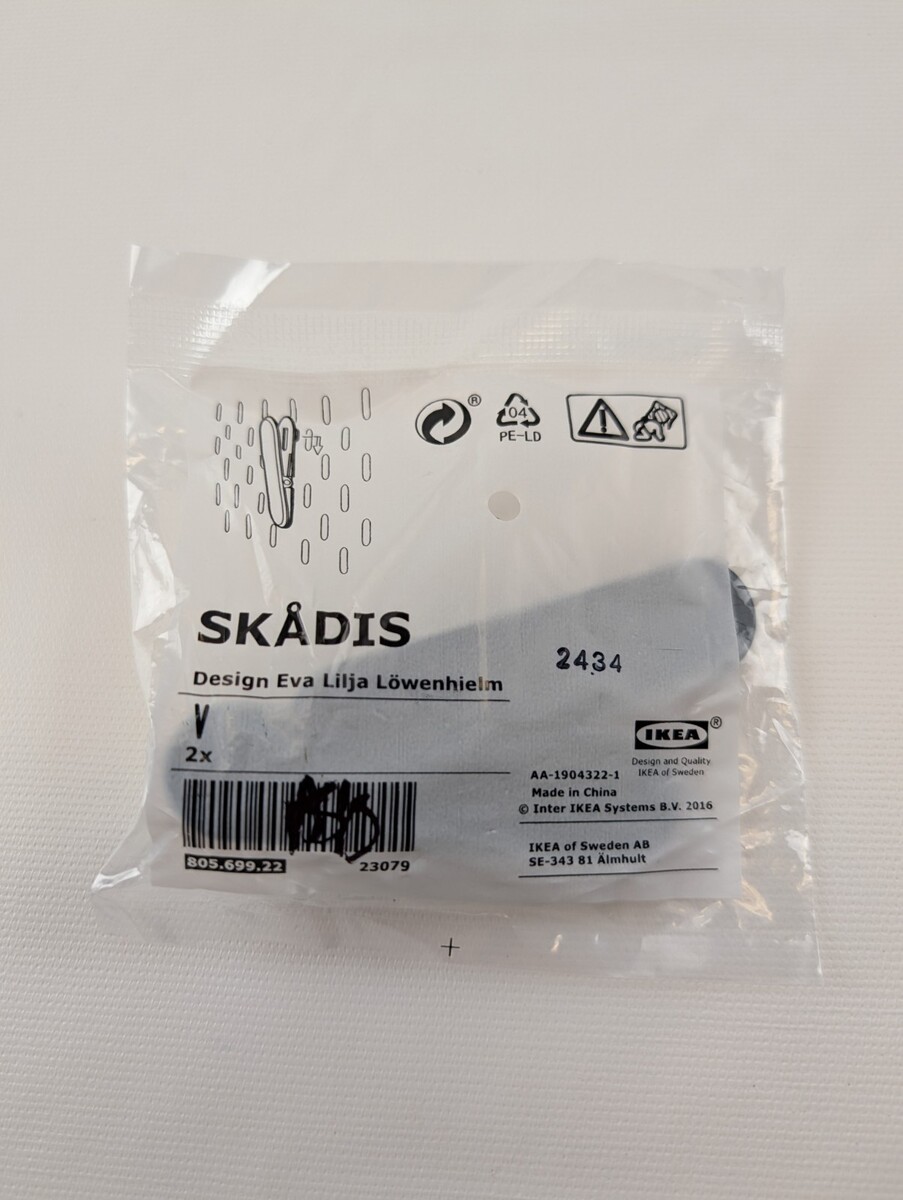 ®
04
PE-LD
SKÅDIS
Design Eva Lilja Löwenhielm
2434
2x
IKEA®
Design and Quality
IKEA of Sweden
AA-1904322-1
Made in China
© Inter IKEA Systems B.V. 2016
805.699.22
23079
IKEA of Sweden AB
SE-343 81 Älmhult